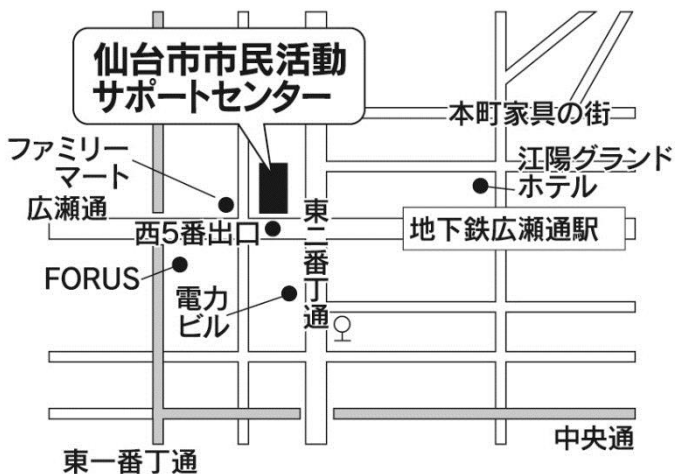 仙台市市民活動
サポートセンター
本町家具の街
ファミリー
マート
江陽グランド
ホテル
広瀬通
西5番出口
東二番丁通
地下鉄広瀬通駅
FORUS
電力
ビル
中央通
東一番丁通